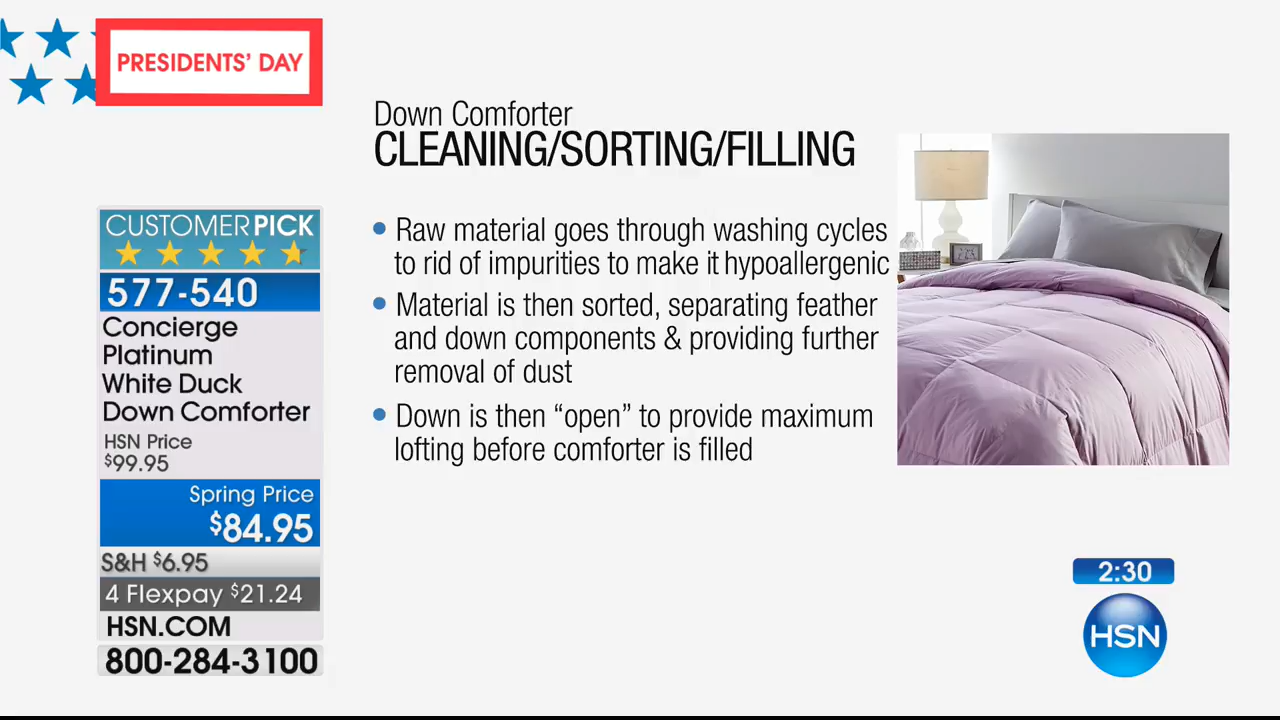 PRESIDENTS' DAY
Down Comforter
CLEANING/SORTING/FILLING
CUSTOMER PICK
577-540
Concierge
Platinum
White Duck
Down Comforter
HSN Price
$99.95
Spring Price
$84.95
S&H $6.95
4 Flexpay $21.24
HSN.COM
800-284-3100
• Raw material goes through washing cycles
to rid of impurities to make it hypoallergenic
• Material is then sorted, separating feather
and down components & providing further
removal of dust
• Down is then “open” to provide maximum
lofting before comforter is filled
2:30
HSN